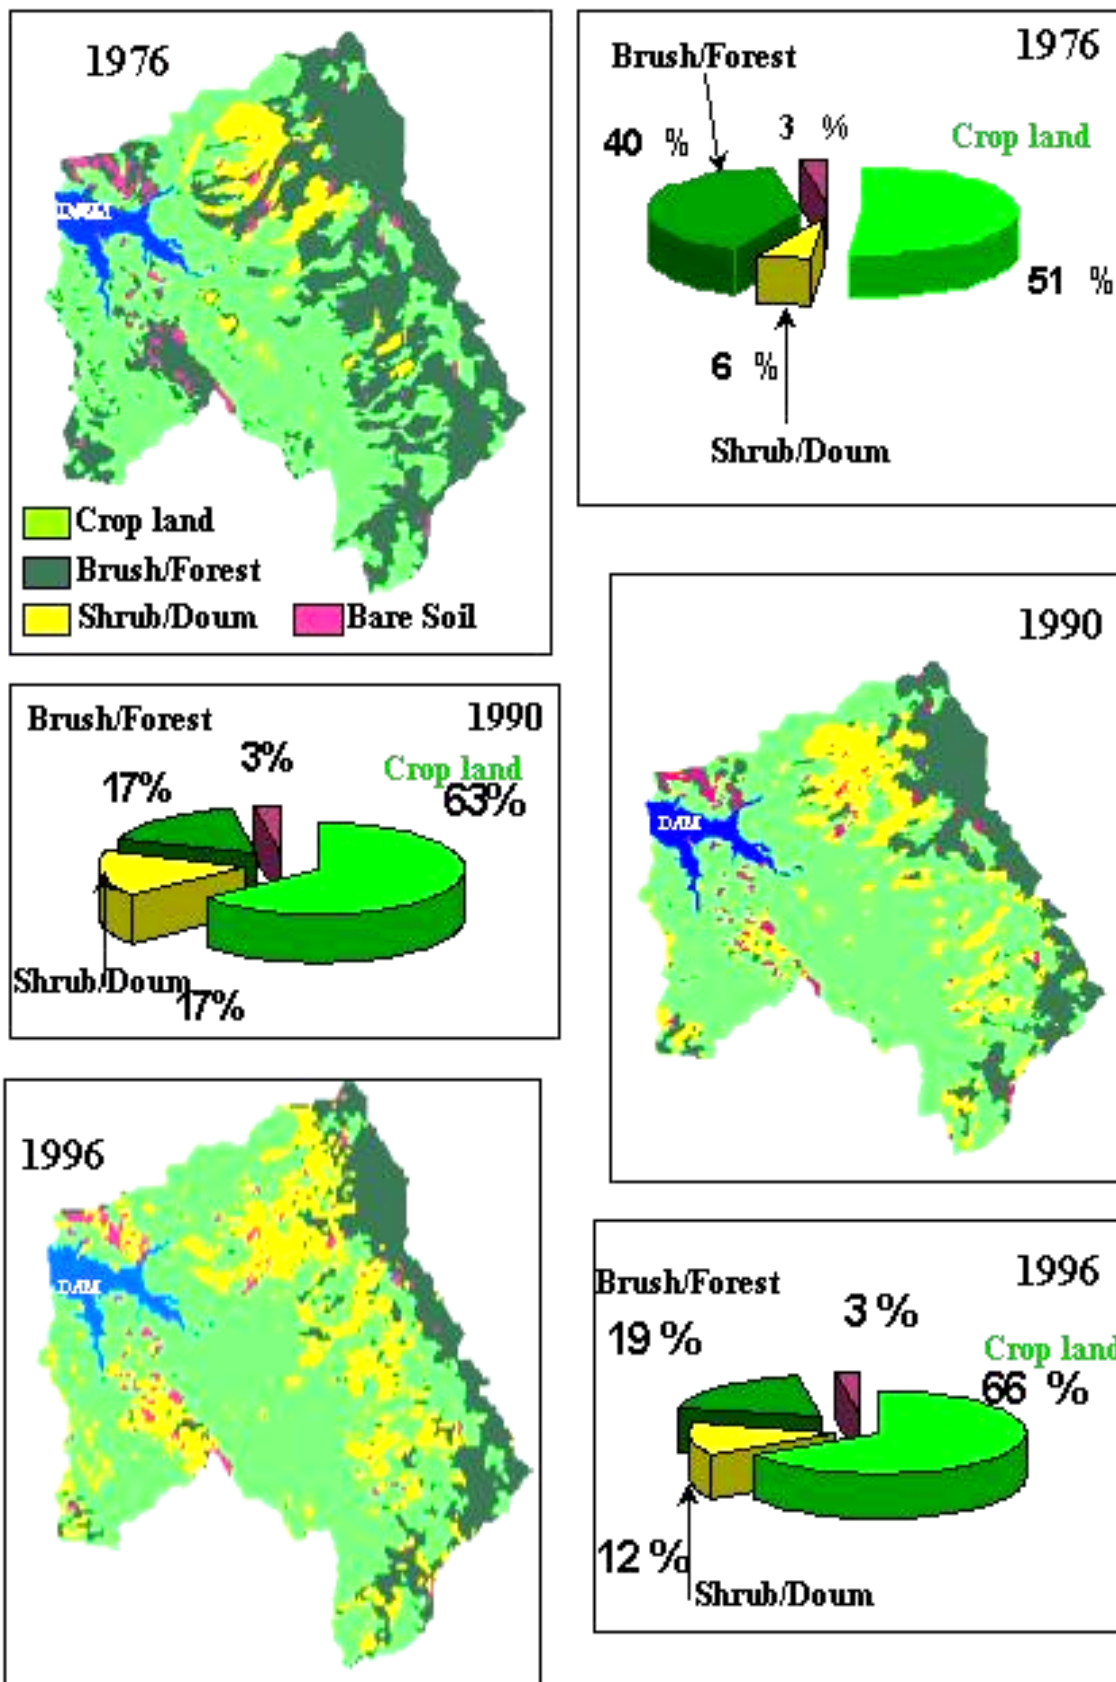 1976
Crop land
Brush/Forest
Shrub/Doum
Bare Soil
1976
Brush/Forest
3 %
40 %
Crop land
51 %
6 %
Shrub/Doum
1990
DAM
Brush/Forest
1990
3%
Crop land
17%
63%
Shrub/Doum
17%
1996
DAM
1996
Brush/Forest
3 %
19 %
Crop land
66 %
12 %
Shrub/Doum